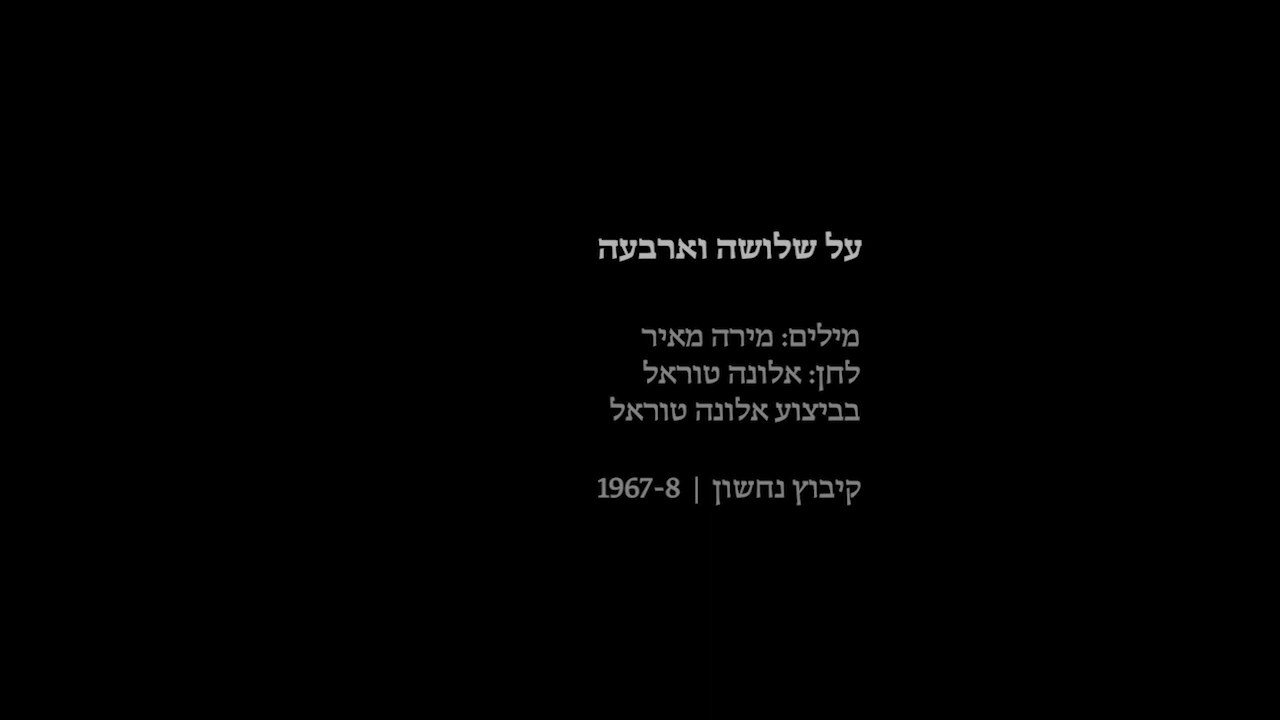 על שלושה וארבעה
מילים: מירה מאיר
לחן: אלונה טוראל
בביצוע אלונה טוראל
קיבוץ נחשון | 1967-8